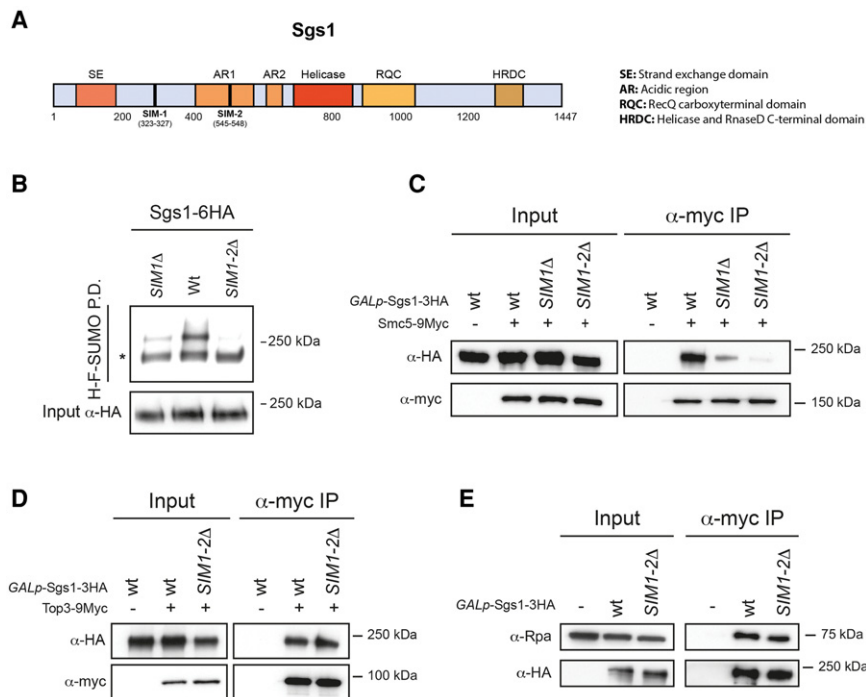 A
Sgs1
SE AR1 AR2 Helicase RQC HRDC
1 200 SIM-1 400 SIM-2 800 1000 1200 1447
(323-327) (545-548)
SE: Strand exchange domain
AR: Acidic region
RQC: RecQ carboxyterminal domain
HRDC: Helicase and RnaseD C-terminal domain
B
Sgs1-6HA
SIM1Δ Wt SIM1-2Δ
H-F-SUMO P.D.
- 250 kDa
*
- 250 kDa
Input α-HA
C
Input α-myc IP
wt wt SIM1Δ SIM1-2Δ wt wt SIM1Δ SIM1-2Δ
GALp-Sgs1-3HA
Smc5-9Myc - + + + - + + +
α-HA 250 kDa
α-myc 150 kDa
D
Input α-myc IP
wt wt SIM1-2Δ wt wt SIM1-2Δ
GALp-Sgs1-3HA
Top3-9Myc - + + - + +
α-HA 250 kDa
α-myc 100 kDa
E
Input α-myc IP
GALp-Sgs1-3HA - wt SIM1-2Δ - wt SIM1-2Δ
α-Rpa 75 kDa
α-HA 250 kDa